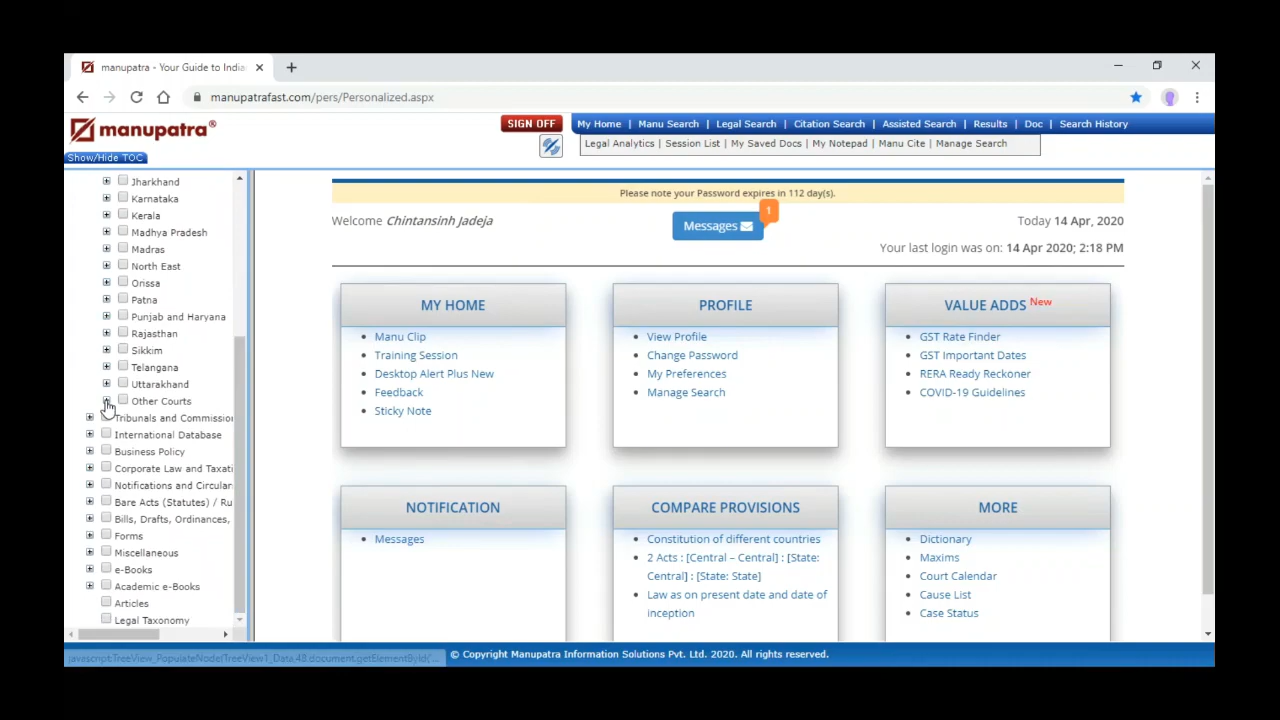 manupatra - Your Guide to India
manupatrafast.com/pers/Personalized.aspx
manupatra®
SIGN OFF
My Home | Manu Search | Legal Search | Citation Search | Assisted Search | Results | Doc | Search History
Legal Analytics | Session List | My Saved Docs | My Notepad | Manu Cite | Manage Search
Show/Hide TOC
Jharkhand
Karnataka
Kerala
Madhya Pradesh
Madras
North East
Orissa
Patna
Punjab and Haryana
Rajasthan
Sikkim
Telangana
Uttarakhand
Other Courts
Tribunals and Commission
International Database
Business Policy
Corporate Law and Taxati
Notifications and Circular
Bare Acts (Statutes) / Ru
Bills, Drafts, Ordinances,
Forms
Miscellaneous
e-Books
Academic e-Books
Articles
Legal Taxonomy
Please note your Password expires in 112 day(s).
Welcome Chintansinh Jadeja
Messages
1
Today 14 Apr, 2020
Your last login was on: 14 Apr 2020; 2:18 PM
MY HOME
Manu Clip
Training Session
Desktop Alert Plus New
Feedback
Sticky Note
PROFILE
View Profile
Change Password
My Preferences
Manage Search
VALUE ADDS New
GST Rate Finder
GST Important Dates
RERA Ready Reckoner
COVID-19 Guidelines
NOTIFICATION
Messages
COMPARE PROVISIONS
Constitution of different countries
2 Acts : [Central – Central] : [State:
Central] : [State: State]
Law as on present date and date of
inception
MORE
Dictionary
Maxims
Court Calendar
Cause List
Case Status
javascript:TreeView_PopulateNode(TreeView1_Data,48,document.getElementById('...
© Copyright Manupatra Information Solutions Pvt. Ltd. 2020. All rights reserved.